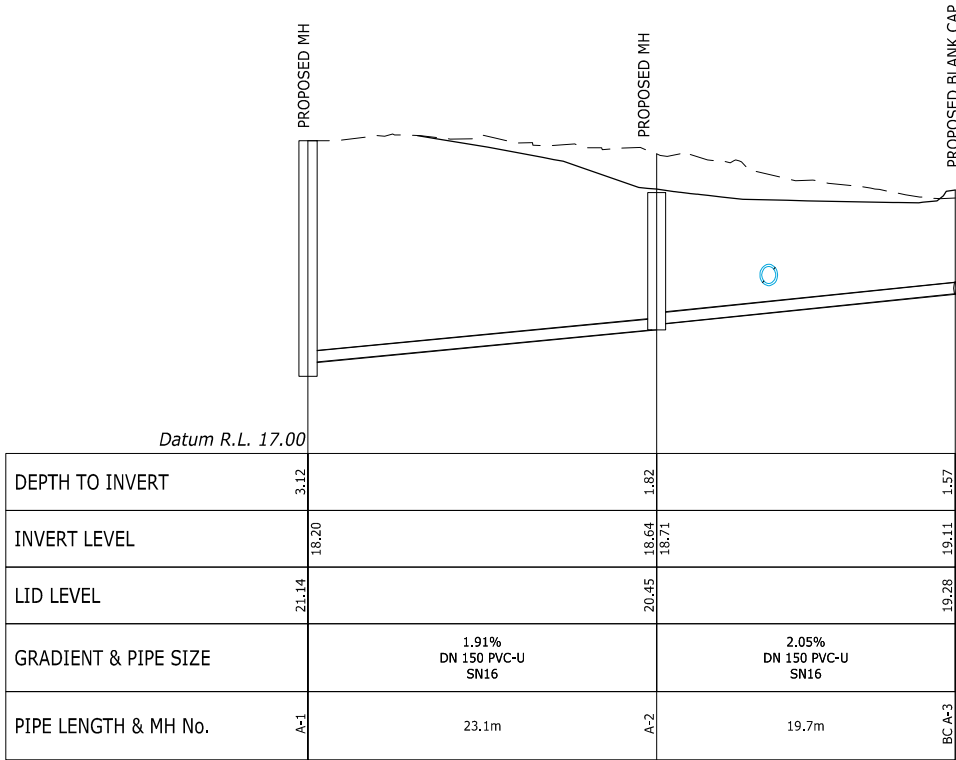 PROPOSED MH
PROPOSED MH
PROPOSED BLANK CAP
Datum R.L. 17.00
DEPTH TO INVERT 3.12 1.82 1.57
INVERT LEVEL 18.20 18.64 18.71 19.11
LID LEVEL 21.14 20.45 19.28
GRADIENT & PIPE SIZE
1.91%
DN 150 PVC-U
SN16
2.05%
DN 150 PVC-U
SN16
PIPE LENGTH & MH No. A-1 23.1m A-2 19.7m BC A-3